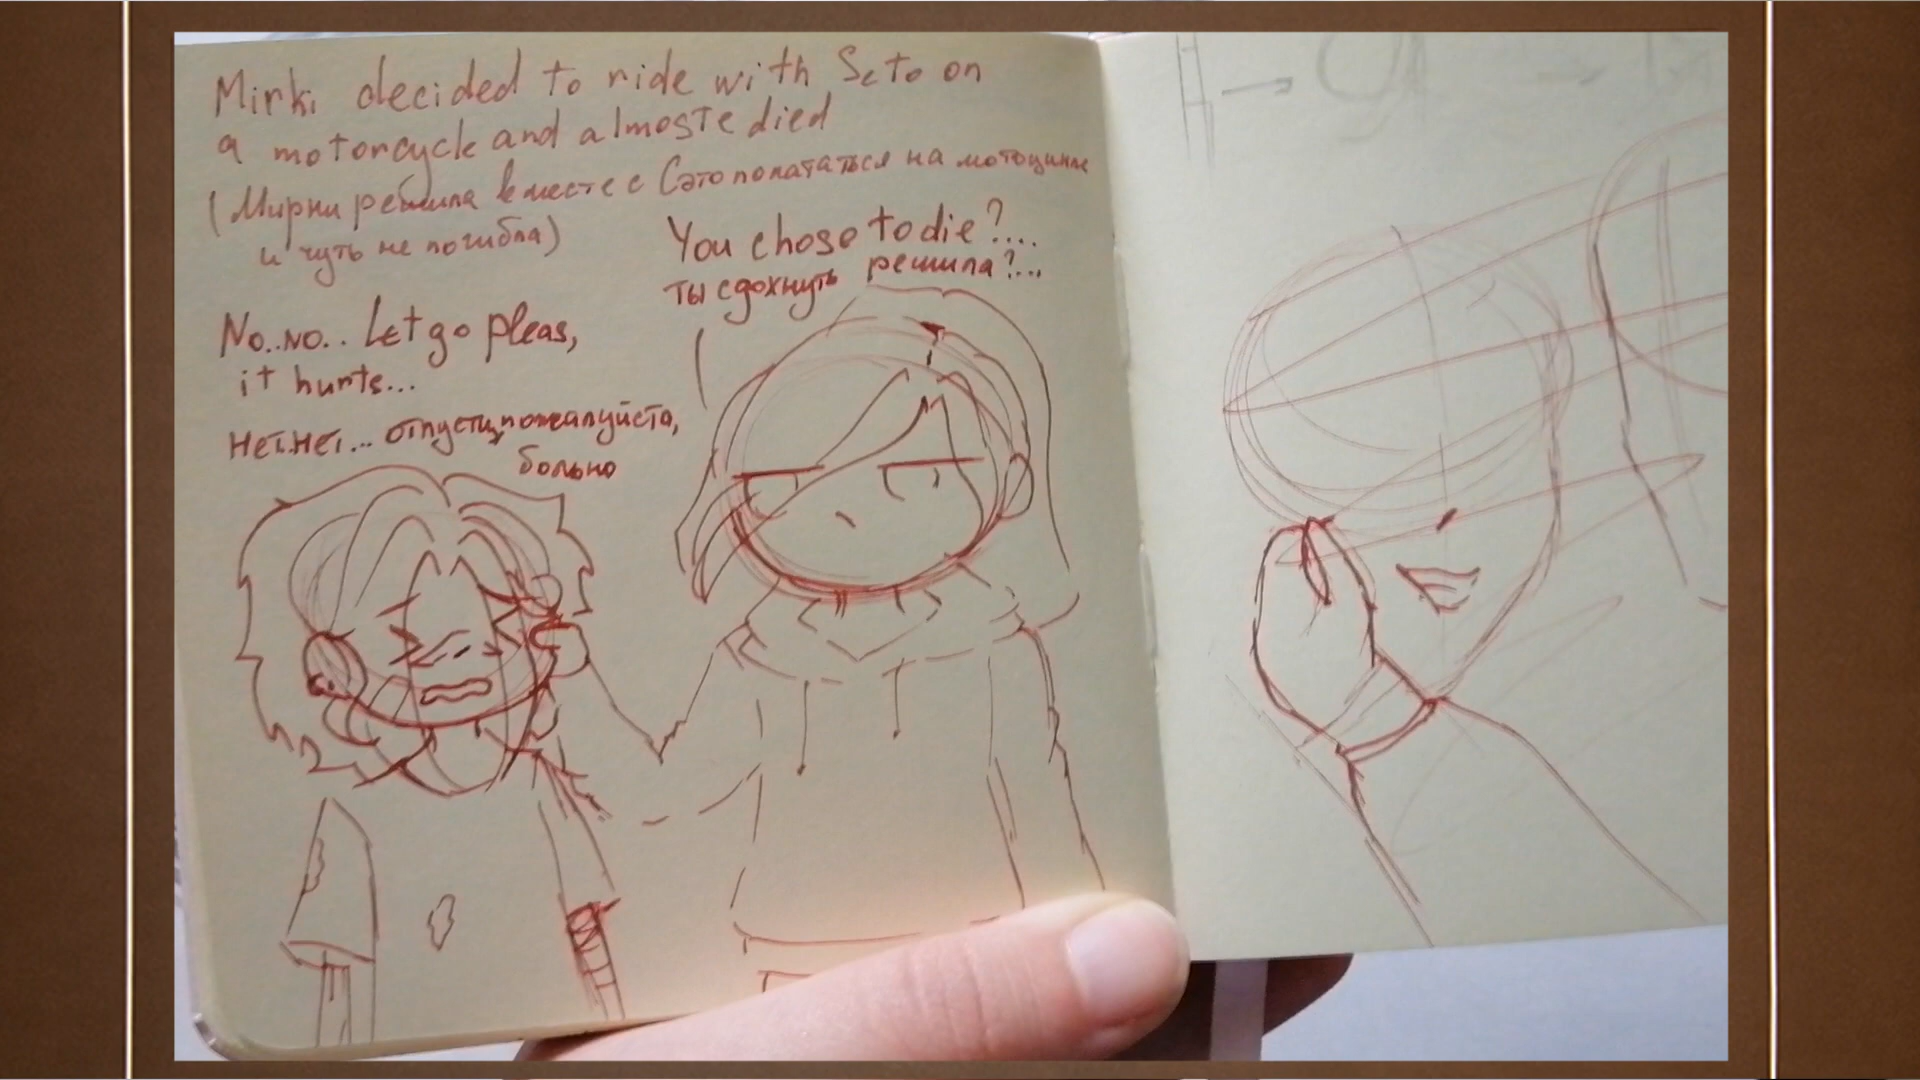 Mirki decided to ride with Seto on
a motorcycle and almoste died
(Мирки решила вместе с Сэто покататься на мотоцикле
и чуть не погибла)
You chose to die?....
ты сдохнуть решила?...
No..no.. Let go pleas,
it hurts...
Нет.нет... отпусти, пожалуйста,
больно